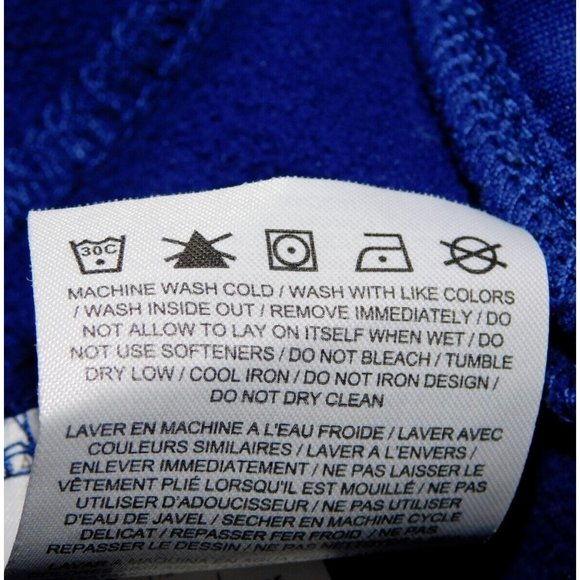 30C
MACHINE WASH COLD / WASH WITH LIKE COLORS
/ WASH INSIDE OUT / REMOVE IMMEDIATELY / DO
NOT ALLOW TO LAY ON ITSELF WHEN WET / DO
NOT USE SOFTENERS / DO NOT BLEACH / TUMBLE
DRY LOW / COOL IRON / DO NOT IRON DESIGN /
DO NOT DRY CLEAN
LAVER EN MACHINE A L'EAU FROIDE / LAVER AVEC
COULEURS SIMILAIRES / LAVER A L'ENVERS /
ENLEVER IMMEDIATEMENT / NE PAS LAISSER LE
VÊTEMENT PLIÉ LORSQU'IL EST MOUILLÉ / NE PAS
UTILISER D'ADOUCISSEUR / NE PAS UTILISER
D'EAU DE JAVEL / SECHER EN MACHINE CYCLE
DELICAT / REPASSER FER FROID / NE PAS
REPASSER LE DESSIN / NE PAS NETTOYER
LAVAR A MAQUINA